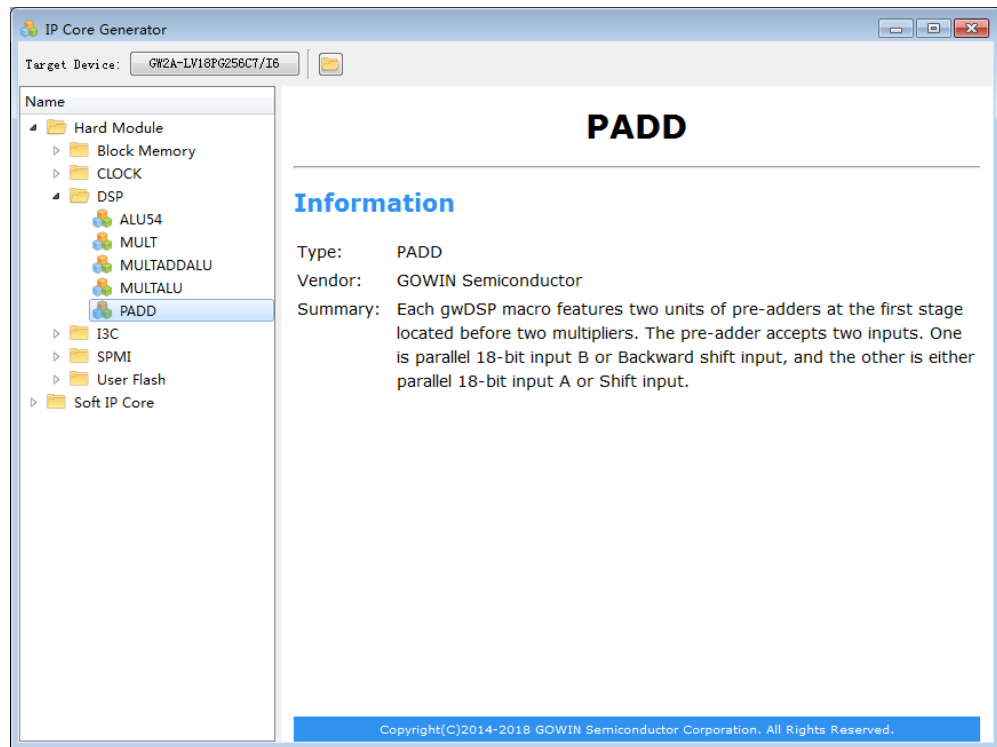 IP Core Generator
Target Device: GW2A-LV18PG256C7/I6
Name
Hard Module
Block Memory
CLOCK
DSP
ALU54
MULT
MULTADDALU
MULTALU
PADD
I3C
SPMI
User Flash
Soft IP Core
PADD
Information
Type: PADD
Vendor: GOWIN Semiconductor
Summary: Each gwDSP macro features two units of pre-adders at the first stage
located before two multipliers. The pre-adder accepts two inputs. One
is parallel 18-bit input B or Backward shift input, and the other is either
parallel 18-bit input A or Shift input.
Copyright(C)2014-2018 GOWIN Semiconductor Corporation. All Rights Reserved.